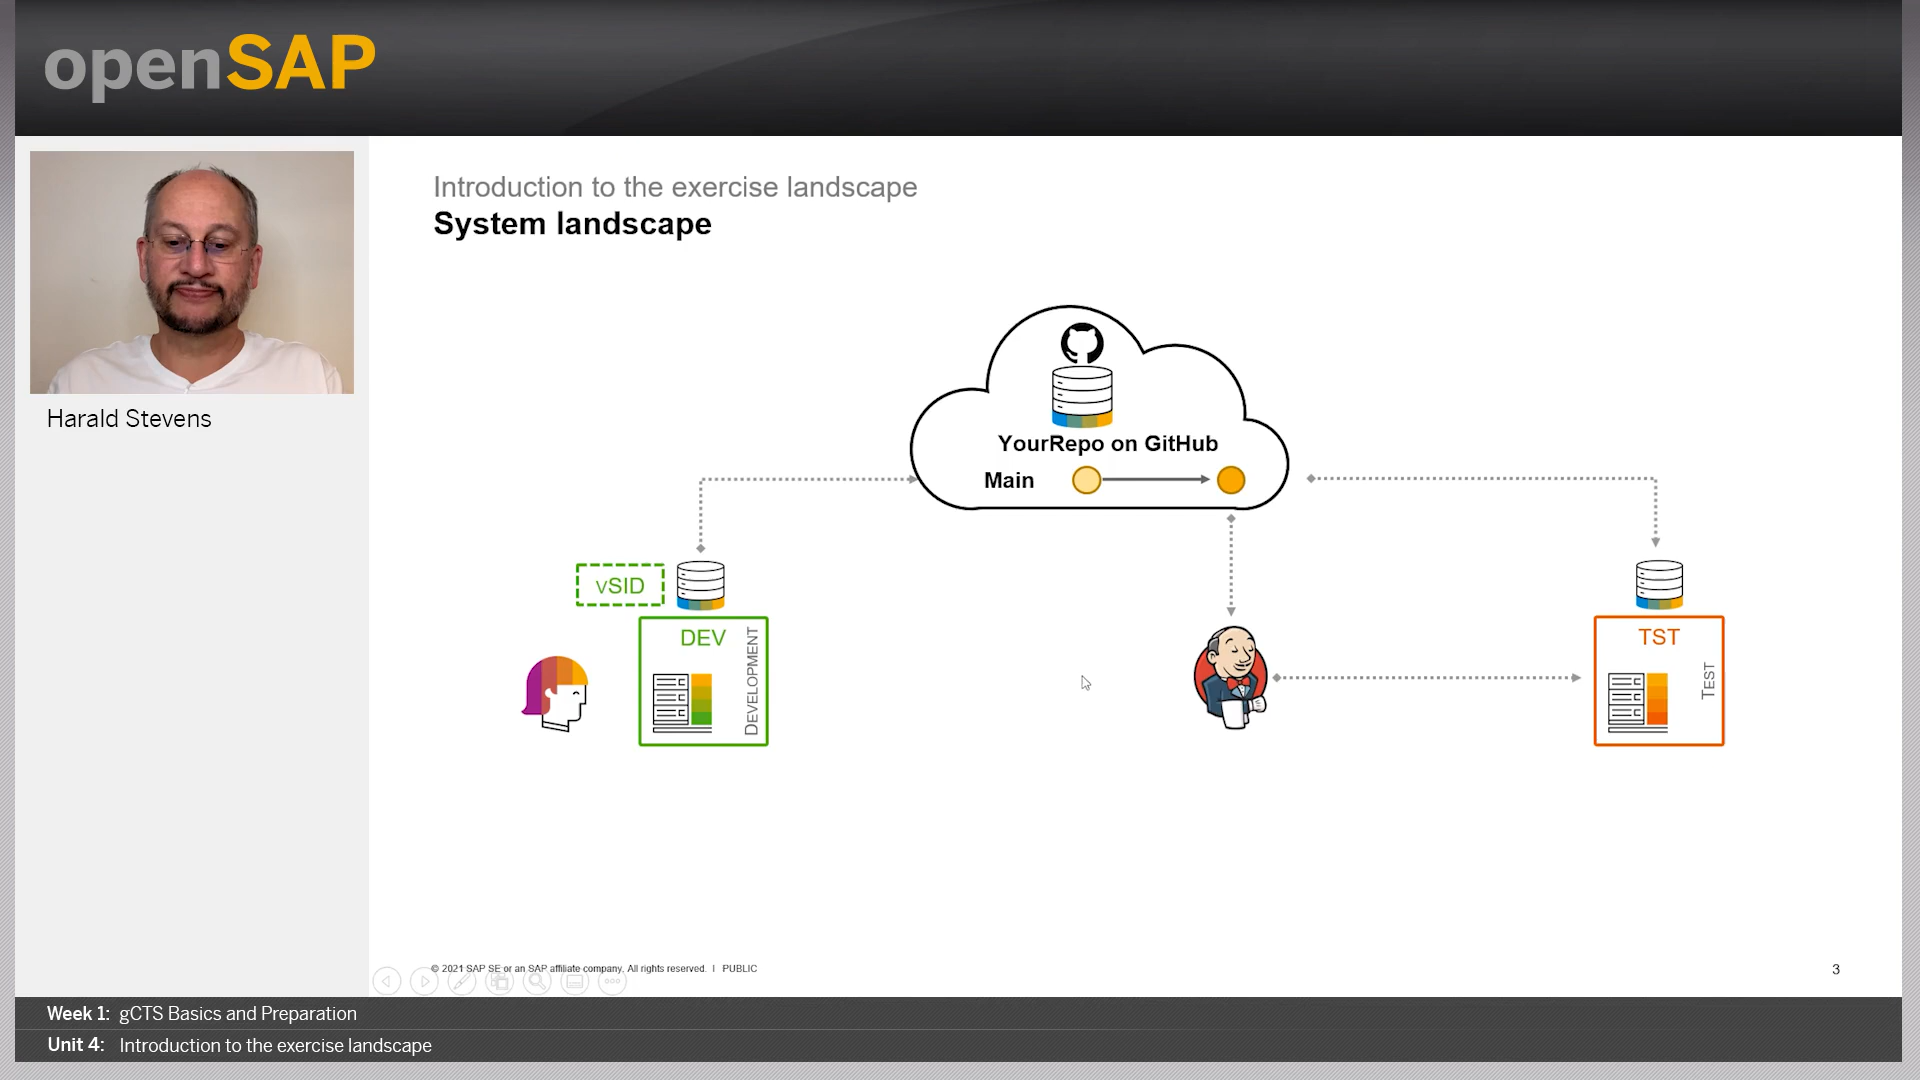 openSAP
Harald Stevens
Introduction to the exercise landscape
System landscape
YourRepo on GitHub
Main
vSID
DEV
DEVELOPMENT
TST
TEST
© 2021 SAP SE or an SAP affiliate company. All rights reserved. I PUBLIC
3
Week 1: gCTS Basics and Preparation
Unit 4: Introduction to the exercise landscape